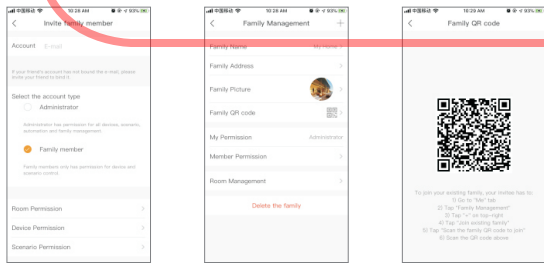 中国移动 10:28 AM 93%
Invite family member
Account E-mail
If your friend's account has not bound the e-mail, please
invite your friend to bind it.
Select the account type
Administrator
Administrator has permission for all devices, scenario,
automation and family management
Family member
Family members only has permission for device and
scenario control
Room Permission
Device Permission
Scenario Permission
中国移动 10:28 AM 93%
Family Management
Family Name My Home
Family Address
Family Picture
Family QR code
My Permission Administrator
Member Permission
Room Management
Delete the family
中国移动 10:29 AM 93%
Family QR code
To join your existing family, your invitee has to:
1) Go to "Me" tab
2) Tap "Family Management"
3) Tap "+" on top-right
4) Tap "Join existing family"
5) Tap "Scan the family QR code to join"
6) Scan the QR code above